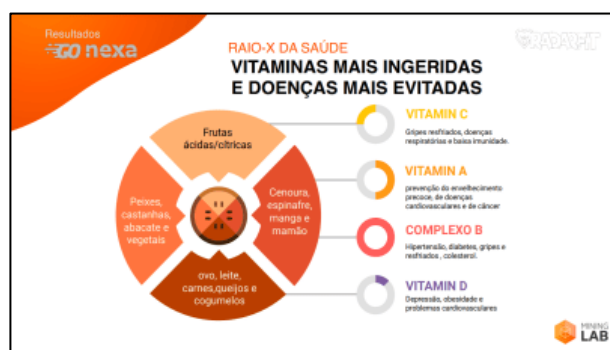 Resultados
GO nexa
RADARFIT
RAIO-X DA SAÚDE
VITAMINAS MAIS INGERIDAS
E DOENÇAS MAIS EVITADAS
Frutas
ácidas/cítricas
Peixes,
castanhas,
abacate e
vegetais
Cenoura,
espinafre,
manga e
mamão
ovo, leite,
carnes,queijos e
cogumelos
VITAMIN C
Gripes resfriados, doenças
respiratórias e baixa imunidade.
VITAMIN A
prevenção do envelhecimento
precoce, de doenças
cardiovasculares e de câncer
COMPLEXO B
Hipertensão, diabetes, gripes e
resfriados , colesterol.
VITAMIN D
Depressão, obesidade e
problemas cardiovasculares
MINING
LAB